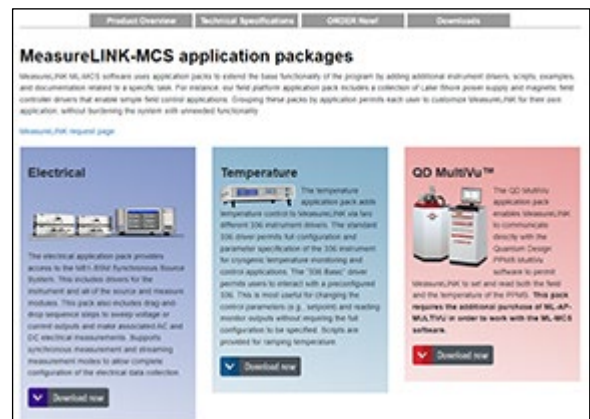 Product Overview Technical Specifications ORDER Now! Downloads
MeasureLINK-MCS application packages
MeasureLINK ML-MCS software uses application packs to extend the base functionality of the program by adding additional instrument drivers, scripts, examples,
and documentation related to a specific task. For instance, our field platform application pack includes a collection of Lake Shore power supply and magnetic field
controller drivers that enable simple field control applications. Grouping these packs by application permits each user to customize MeasureLINK for their own
application, without burdening the system with unneeded functionality.
MeasureLINK request page
Electrical
The electrical application pack provides
access to the M81-SSM Synchronous Source
System. This includes drivers for the
instrument and all of the source and measure
modules. This pack also includes drag-and-
drop sequence steps to sweep voltage or
current outputs and make associated AC and
DC electrical measurements. Supports
synchronous measurement and streaming
measurement modes to allow complete
configuration of the electrical data collection.
Download now
Temperature
The temperature
application pack adds
temperature control to MeasureLINK via two
different 336 instrument drivers. The standard
336 driver permits full configuration and
parameter specification of the 336 instrument
for cryogenic temperature monitoring and
control applications. The "336 Basic" driver
permits users to interact with a preconfigured
336. This is most useful for changing the
control parameters (e.g., setpoint) and reading
monitor outputs without requiring the full
configuration to be specified. Scripts are
provided for ramping temperature.
Download now
QD MultiVu™
The QD MultiVu
application pack
enables MeasureLINK
to communicate
directly with the
Quantum Design
PPMS MultiVu
software to permit
MeasureLINK to set and read both the field
and the temperature of the PPMS. This pack
requires the additional purchase of ML-AP-
MULTIVU in order to work with the ML-MCS
software.
Download now